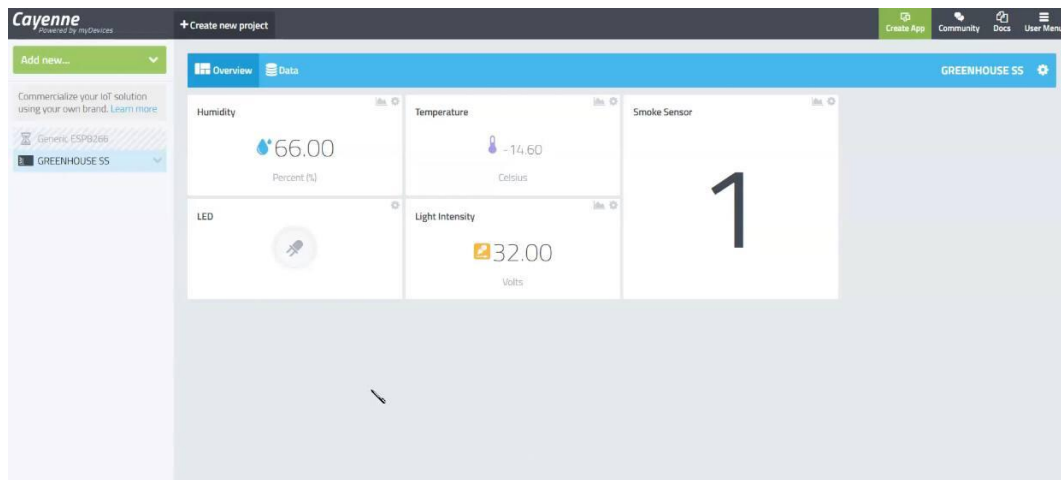 Cayenne
Powered by myDevices
+ Create new project
Create App
Community
Docs
User Menu
Add new...
Overview
Data
GREENHOUSE SS
Commercialize your IoT solution
using your own brand. Learn more
Generic ESP8266
GREENHOUSE SS
Humidity
66.00
Percent (%)
Temperature
-14.60
Celsius
Smoke Sensor
1
LED
Light Intensity
32.00
Volts